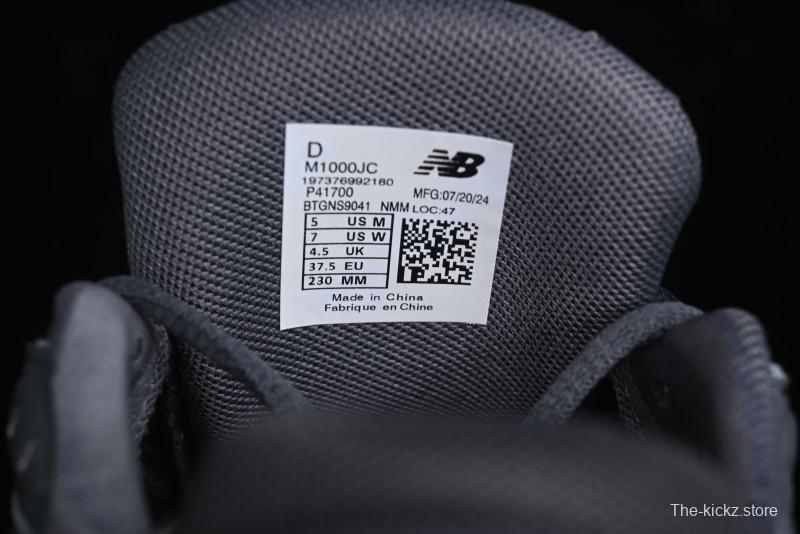 D
NB
M1000JC
197376992180
P41700 MFG:07/20/24
BTGNS9041 NMM LOC:47
5 US M
7 US W
4.5 UK
37.5 EU
230 MM
Made in China
Fabrique en Chine
The-kickz.store